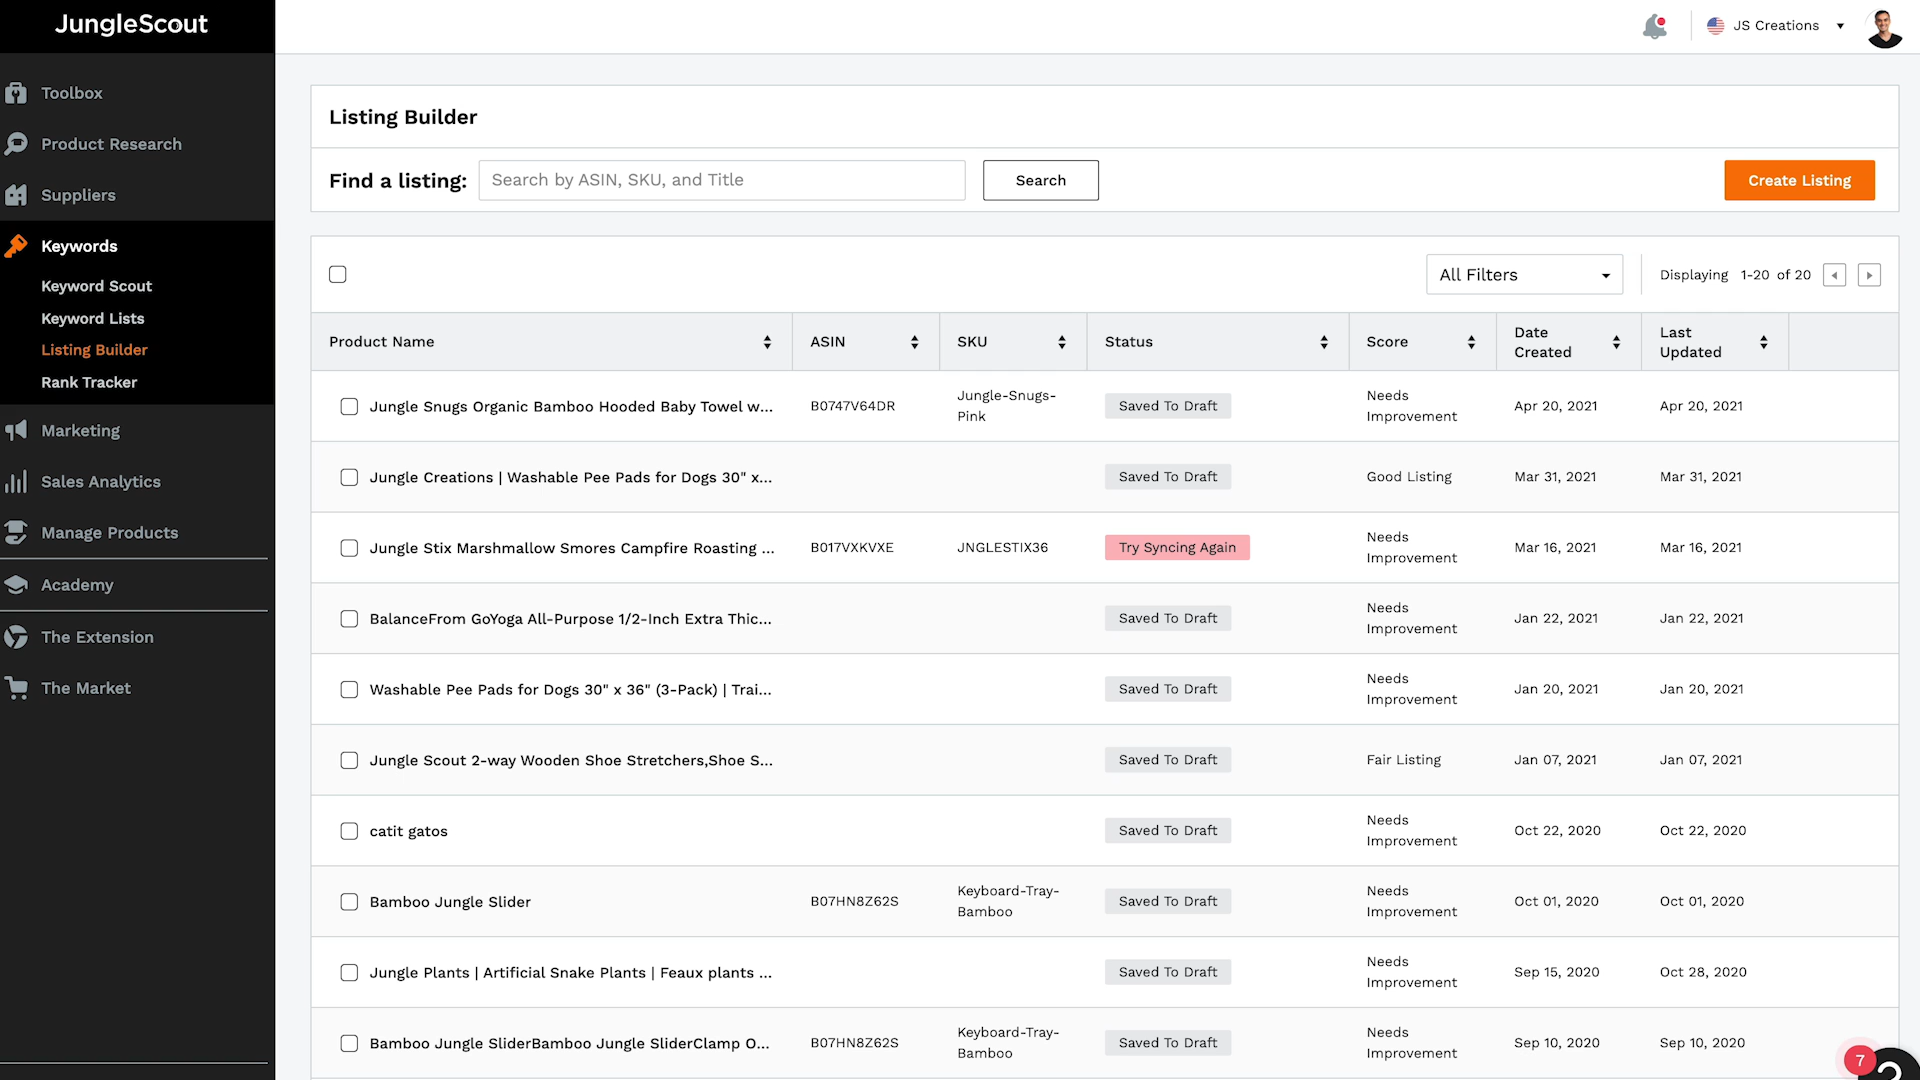 JungleScout
JS Creations
Toolbox
Product Research
Suppliers
Keywords
Keyword Scout
Keyword Lists
Listing Builder
Rank Tracker
Marketing
Sales Analytics
Manage Products
Academy
The Extension
The Market
Listing Builder
Find a listing: Search by ASIN, SKU, and Title Search Create Listing
All Filters Displaying 1-20 of 20
Product Name ASIN SKU Status Score Date Created Last Updated
Jungle Snugs Organic Bamboo Hooded Baby Towel w... B0747V64DR Jungle-Snugs-Pink Saved To Draft Needs Improvement Apr 20, 2021 Apr 20, 2021
Jungle Creations | Washable Pee Pads for Dogs 30" x... Saved To Draft Good Listing Mar 31, 2021 Mar 31, 2021
Jungle Stix Marshmallow Smores Campfire Roasting ... B017VXKVXE JNGLESTIX36 Try Syncing Again Needs Improvement Mar 16, 2021 Mar 16, 2021
BalanceFrom GoYoga All-Purpose 1/2-Inch Extra Thic... Saved To Draft Needs Improvement Jan 22, 2021 Jan 22, 2021
Washable Pee Pads for Dogs 30" x 36" (3-Pack) | Trai... Saved To Draft Needs Improvement Jan 20, 2021 Jan 20, 2021
Jungle Scout 2-way Wooden Shoe Stretchers,Shoe S... Saved To Draft Fair Listing Jan 07, 2021 Jan 07, 2021
catit gatos Saved To Draft Needs Improvement Oct 22, 2020 Oct 22, 2020
Bamboo Jungle Slider B07HN8Z62S Keyboard-Tray-Bamboo Saved To Draft Needs Improvement Oct 01, 2020 Oct 01, 2020
Jungle Plants | Artificial Snake Plants | Feaux plants ... Saved To Draft Needs Improvement Sep 15, 2020 Oct 28, 2020
Bamboo Jungle SliderBamboo Jungle SliderClamp O... B07HN8Z62S Keyboard-Tray-Bamboo Saved To Draft Needs Improvement Sep 10, 2020 Sep 10, 2020
7
?